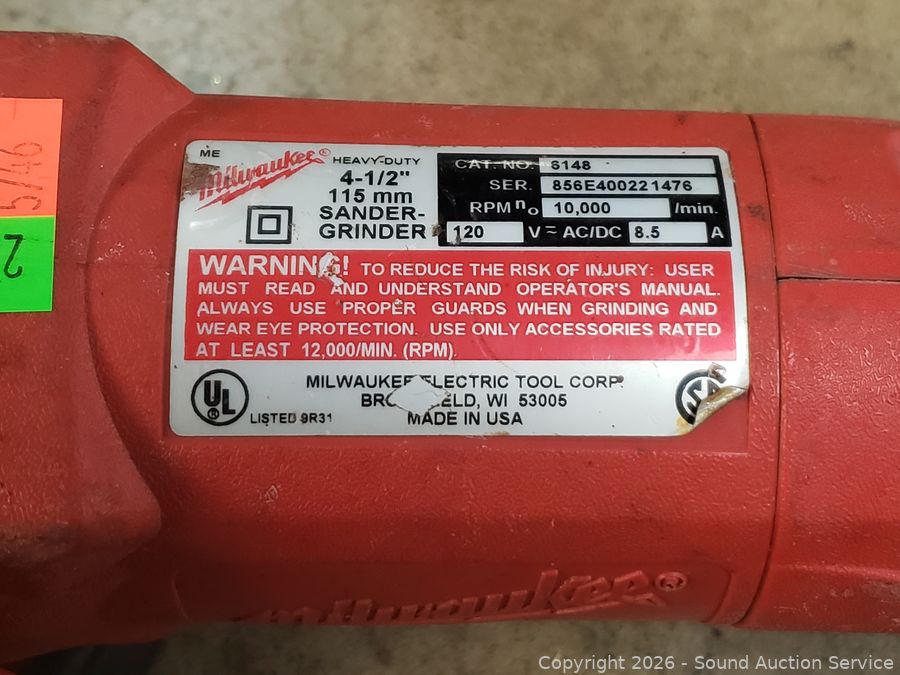 5/46
2
ME
Milwaukee®
HEAVY-DUTY
4-1/2"
115 mm
SANDER-
GRINDER
CAT. NO. 6148
SER. 856E400221476
RPM no 10,000 /min.
120 V ≂ AC/DC 8.5 A
WARNING! TO REDUCE THE RISK OF INJURY: USER
MUST READ AND UNDERSTAND OPERATOR'S MANUAL.
ALWAYS USE PROPER GUARDS WHEN GRINDING AND
WEAR EYE PROTECTION. USE ONLY ACCESSORIES RATED
AT LEAST 12,000/MIN. (RPM)
UL ®
LISTED 9R31
MILWAUKEE ELECTRIC TOOL CORP.
53005
WI
MADE IN USA
Milwaukee®
Copyright 2026 - Sound Auction Service